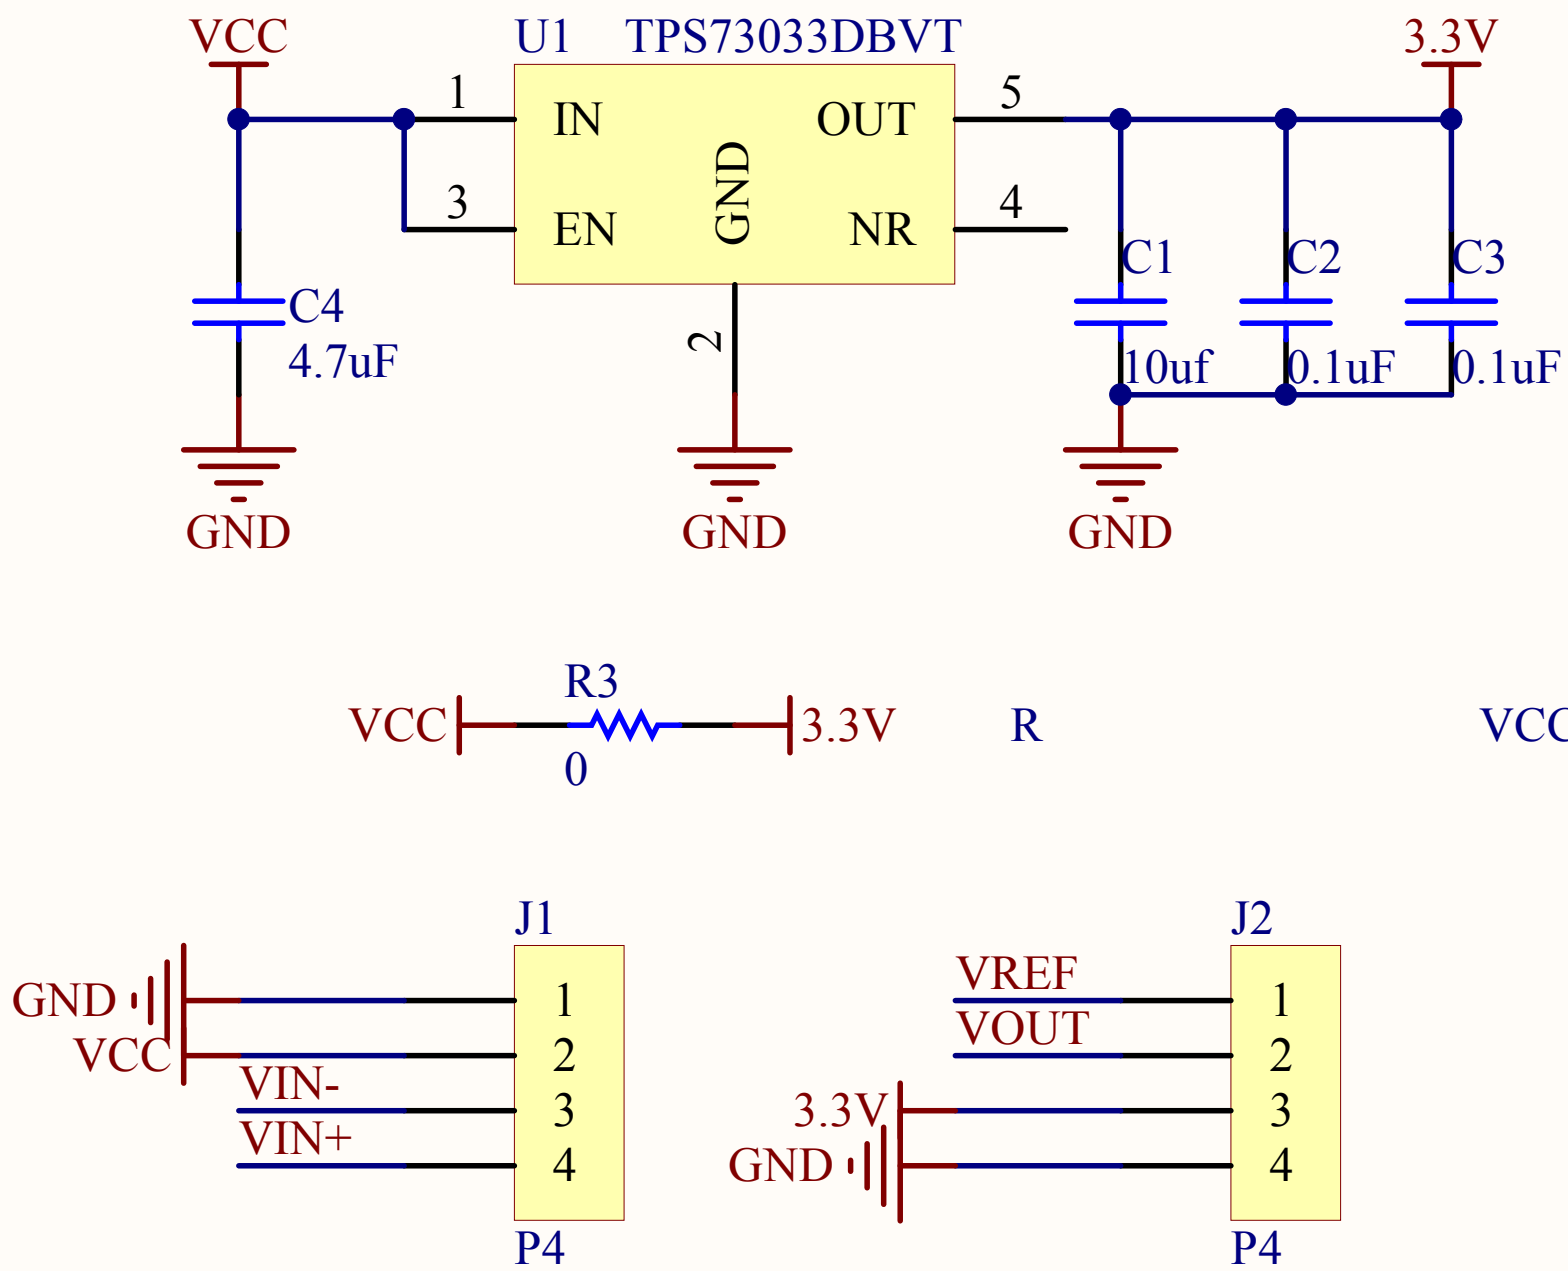 VCC
U1 TPS73033DBVT
3.3V
1 IN OUT 5
3 EN GND NR 4
2
C4
4.7uF
C1
10uf
C2
0.1uF
C3
0.1uF
GND
GND
GND
R3
VCC 3.3V
0
R
VCC
J1
GND 1
VCC 2
VIN- 3
VIN+ 4
P4
J2
VREF 1
VOUT 2
3.3V 3
GND 4
P4